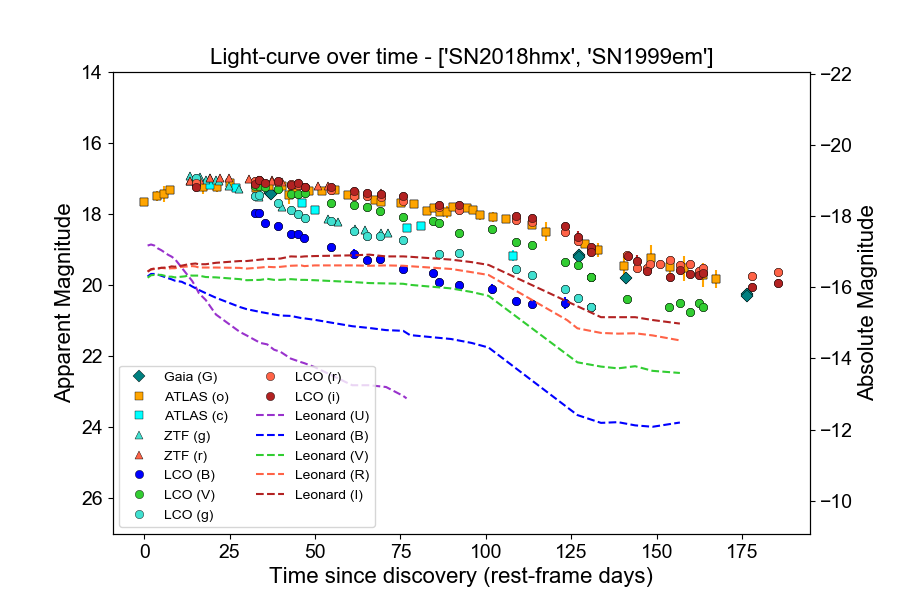 Light-curve over time - ['SN2018hmx', 'SN1999em']
Apparent Magnitude
14
16
18
20
22
24
26
−22
−20
−18
−16
−14
−12
−10
Absolute Magnitude
Gaia (G)
ATLAS (o)
ATLAS (c)
ZTF (g)
ZTF (r)
LCO (B)
LCO (V)
LCO (g)
LCO (r)
LCO (i)
Leonard (U)
Leonard (B)
Leonard (V)
Leonard (R)
Leonard (I)
0 25 50 75 100 125 150 175
Time since discovery (rest-frame days)